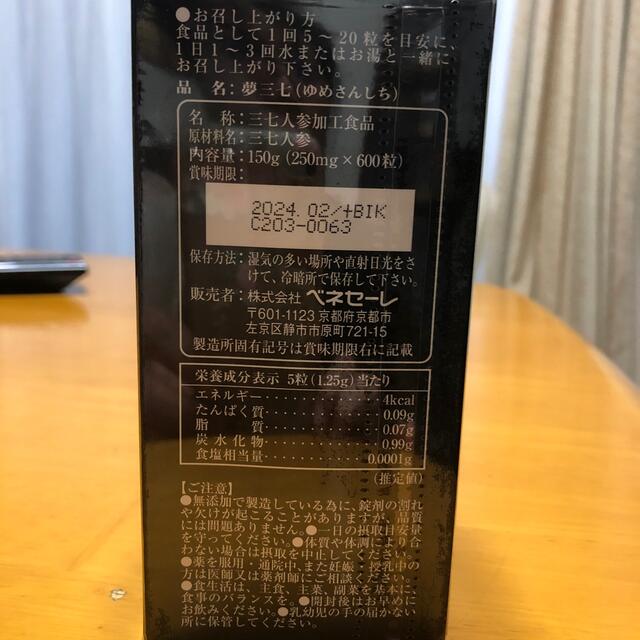 ●お召し上がり方
食品として1回5〜20粒を目安に、
1日1〜3回水またはお湯と一緒に
お召し上がり下さい。
品 名:夢三七(ゆめさんしち)
名 称:三七人参加工食品
原材料名:三七人参
内容量:150g (250mg×600粒)
賞味期限:
2024.02/+BIK
C203-0063
保存方法:湿気の多い場所や直射日光をさ
けて、冷暗所で保存して下さい。
販売者:株式会社 ベネセーレ
〒601-1123 京都府京都市
左京区静市市原町721-15
製造所固有記号は賞味期限右に記載
栄養成分表示 5粒(1.25g)当たり
エネルギー‥‥‥‥‥‥‥4kcal
たんぱく質‥‥‥‥‥‥‥0.09g
脂 質‥‥‥‥‥‥‥0.07g
炭水化物‥‥‥‥‥‥‥0.99g
食塩相当量‥‥‥‥‥‥0.0001g
(推定値)
【ご注意】
●無添加で製造している為に、錠剤の割れ
やくだけが起こることがありますが、品質
には問題ありません。●一日の摂取目安量
を守ってください。●体質や体調により合
わない場合は摂取を中止してください。
●薬を服用・通院中、また妊娠・授乳中の
方は医師又は薬剤師にご相談ください。
●食生活は、主食、主菜、副菜を基本に、
食事のバランスを。●開封後はお早めに
お飲みください。●乳幼児の手の届かない
所に保管してください。